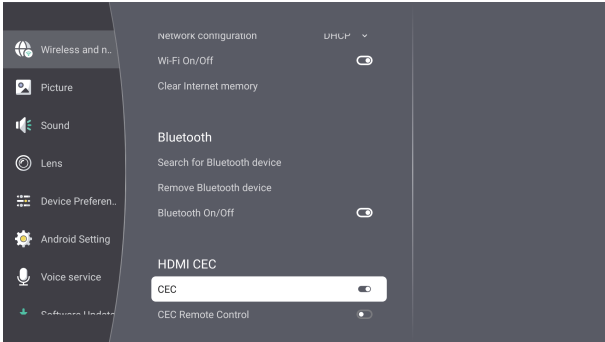 Wireless and n..
Picture
Sound
Lens
Device Preferen..
Android Setting
Voice service
Software Update
Network configuration DHCP
Wi-Fi On/Off
Clear Internet memory
Bluetooth
Search for Bluetooth device
Remove Bluetooth device
Bluetooth On/Off
HDMI CEC
CEC
CEC Remote Control